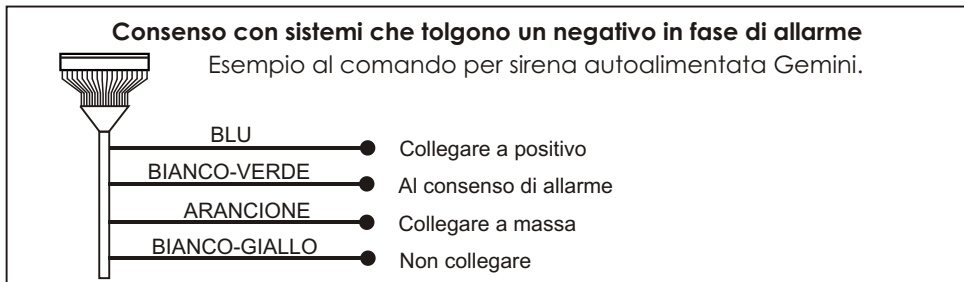 Consenso con sistemi che tolgono un negativo in fase di allarme
Esempio al comando per sirena autoalimentata Gemini.
BLU Collegare a positivo
BIANCO-VERDE Al consenso di allarme
ARANCIONE Collegare a massa
BIANCO-GIALLO Non collegare